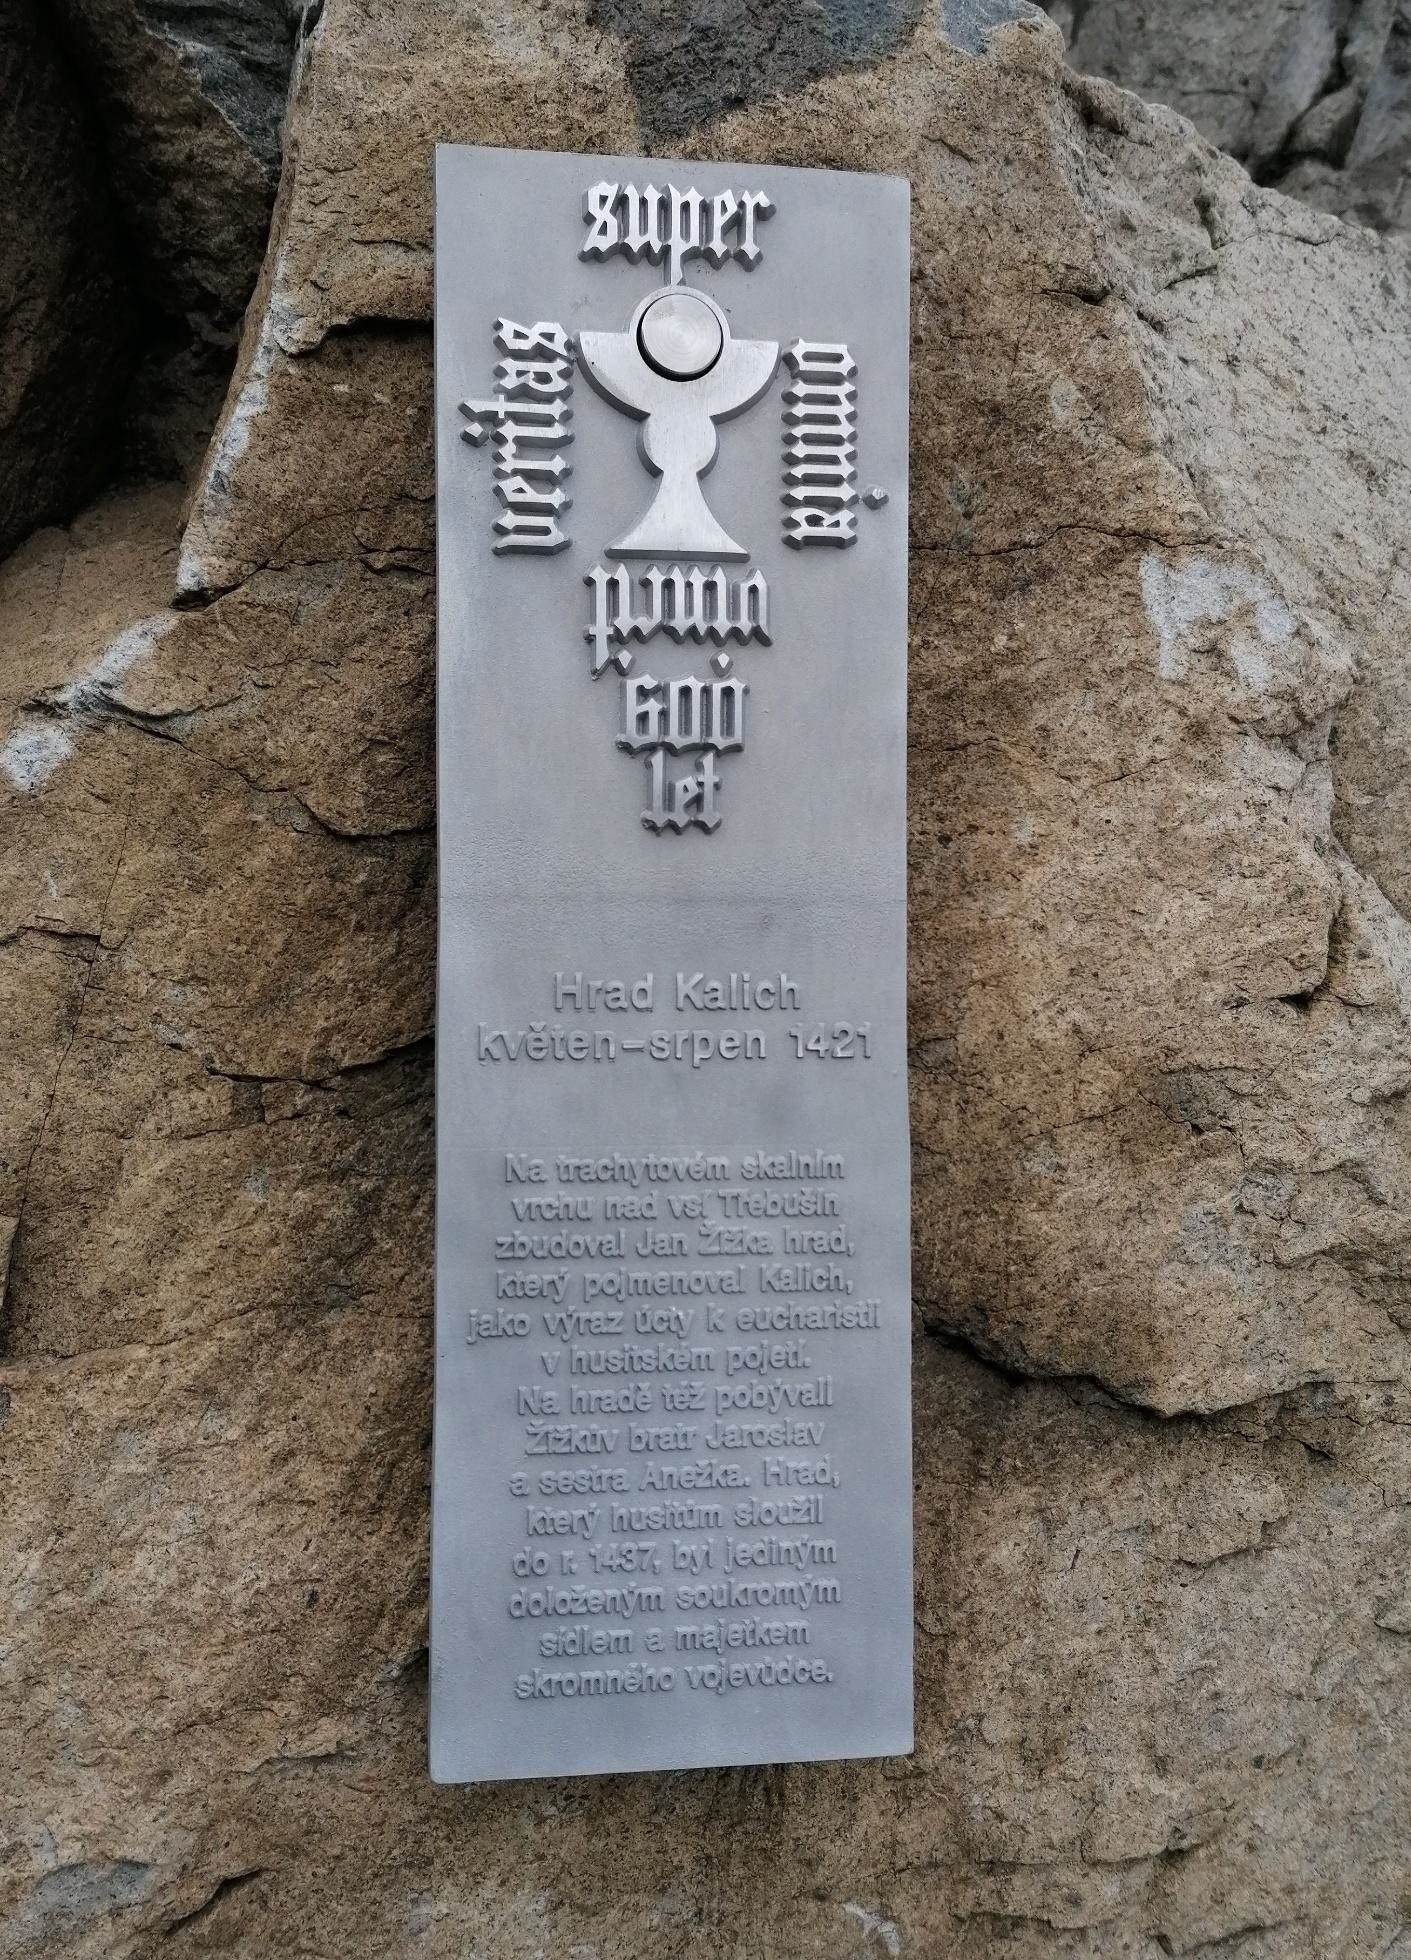 super
veritas
omnia
vincit
600
let
Hrad Kalich
květen–srpen 1421
Na trachytovém skalním
vrchu nad vsí Třebušín
zbudoval Jan Žižka hrad,
který pojmenoval Kalich,
jako výraz úcty k eucharistii
v husitském pojetí.
Na hradě též pobývali
Žižkův bratr Jaroslav
a sestra Anežka. Hrad,
který husitům sloužil
do r. 1437, byl jediným
doloženým soukromým
sídlem a majetkem
skromného vojevůdce.